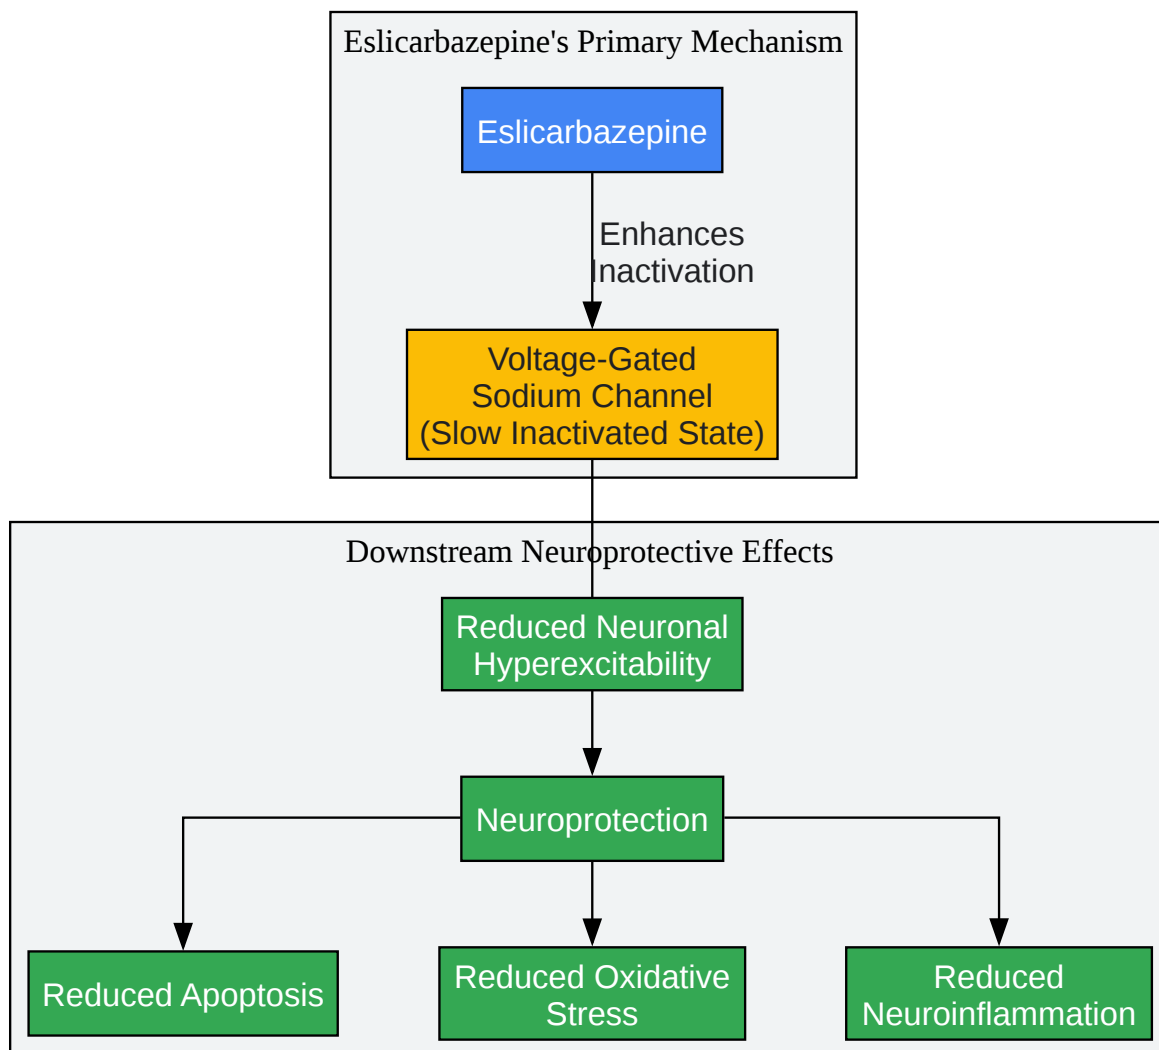 Eslicarbazepine's Primary Mechanism
Eslicarbazepine
Enhances
Inactivation
Voltage-Gated
Sodium Channel
(Slow Inactivated State)
Downstream Neuroprotective Effects
Reduced Neuronal
Hyperexcitability
Neuroprotection
Reduced Apoptosis
Reduced Oxidative
Stress
Reduced
Neuroinflammation